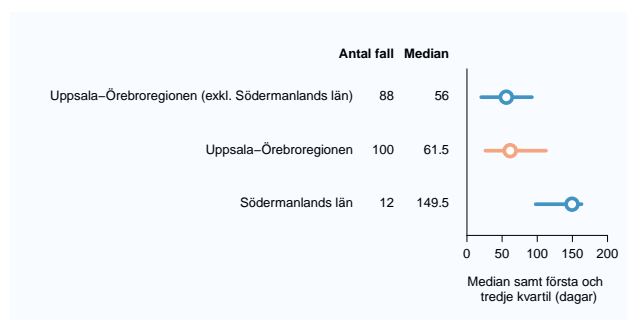 Antal fall Median
Uppsala−Örebroregionen (exkl. Södermanlands län) 88 56
Uppsala−Örebroregionen 100 61.5
Södermanlands län 12 149.5
0 50 100 150 200
Median samt första och
tredje kvartil (dagar)